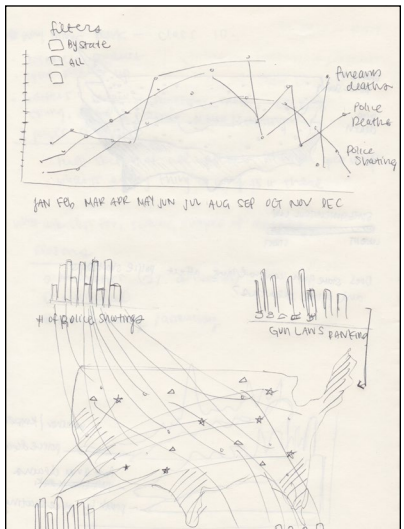 filters
By state
All
firearm
deaths
Police
Deaths
Police
Shooting
JAN FEB MAR APR MAY JUN JUL AUG SEP OCT NOV DEC
# of Police Shootings
GUN LAWS RANKING